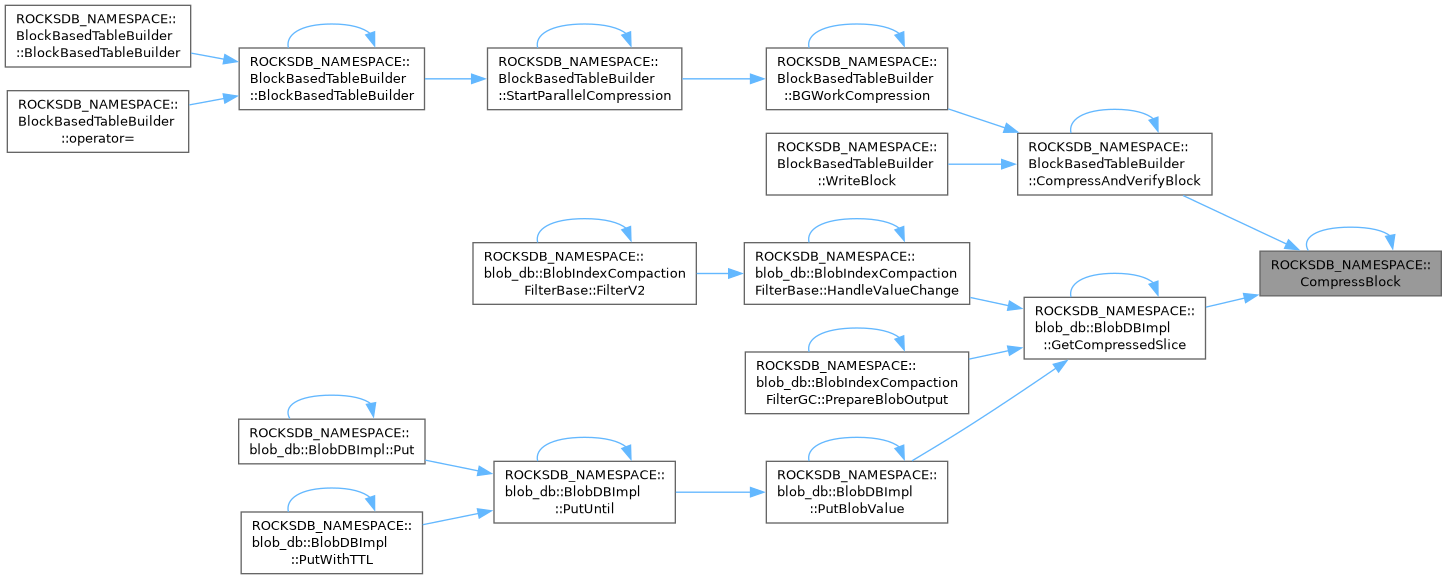 ROCKSDB_NAMESPACE::
BlockBasedTableBuilder
::BlockBasedTableBuilder
ROCKSDB_NAMESPACE::
BlockBasedTableBuilder
::operator=
ROCKSDB_NAMESPACE::
BlockBasedTableBuilder
::BlockBasedTableBuilder
ROCKSDB_NAMESPACE::
BlockBasedTableBuilder
::StartParallelCompression
ROCKSDB_NAMESPACE::
BlockBasedTableBuilder
::BGWorkCompression
ROCKSDB_NAMESPACE::
BlockBasedTableBuilder
::WriteBlock
ROCKSDB_NAMESPACE::
BlockBasedTableBuilder
::CompressAndVerifyBlock
ROCKSDB_NAMESPACE::
blob_db::BlobIndexCompaction
FilterBase::FilterV2
ROCKSDB_NAMESPACE::
blob_db::BlobIndexCompaction
FilterBase::HandleValueChange
ROCKSDB_NAMESPACE::
CompressBlock
ROCKSDB_NAMESPACE::
blob_db::BlobDBImpl
::GetCompressedSlice
ROCKSDB_NAMESPACE::
blob_db::BlobIndexCompaction
FilterGC::PrepareBlobOutput
ROCKSDB_NAMESPACE::
blob_db::BlobDBImpl::Put
ROCKSDB_NAMESPACE::
blob_db::BlobDBImpl
::PutUntil
ROCKSDB_NAMESPACE::
blob_db::BlobDBImpl
::PutBlobValue
ROCKSDB_NAMESPACE::
blob_db::BlobDBImpl
::PutWithTTL